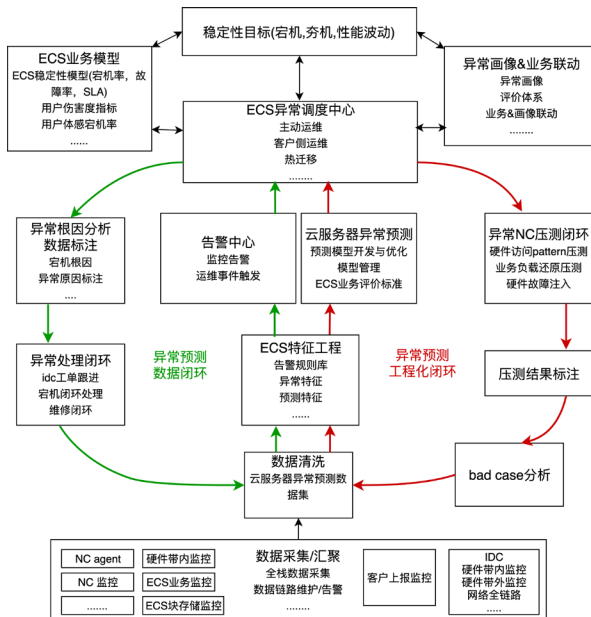 稳定性目标(宕机,夯机,性能波动)
ECS业务模型
ECS稳定性模型(宕机率，故
障率，SLA)
用户伤害度指标
用户体感宕机率
......
异常画像&业务联动
异常画像
评价体系
业务&画像联动
........
ECS异常调度中心
主动运维
客户侧运维
热迁移
........
异常根因分析
数据标注
宕机根因
异常原因标注
....
告警中心
监控告警
运维事件触发
云服务器异常预测
预测模型开发与优化
模型管理
ECS业务评价标准
异常NC压测闭环
硬件访问pattern压测
业务负载还原压测
硬件故障注入
异常处理闭环
idc工单跟进
宕机闭环处理
维修闭环
异常预测
数据闭环
ECS特征工程
告警规则库
异常特征
预测特征
......
异常预测
工程化闭环
压测结果标注
数据清洗
云服务器异常预测数
据集
bad case分析
NC agent
硬件带内监控
NC 监控
ECS业务监控
.......
ECS块存储监控
数据采集/汇聚
全栈数据采集
数据链路维护/告警
........
客户上报监控
IDC
硬件带内监控
硬件带外监控
网络全链路
.....